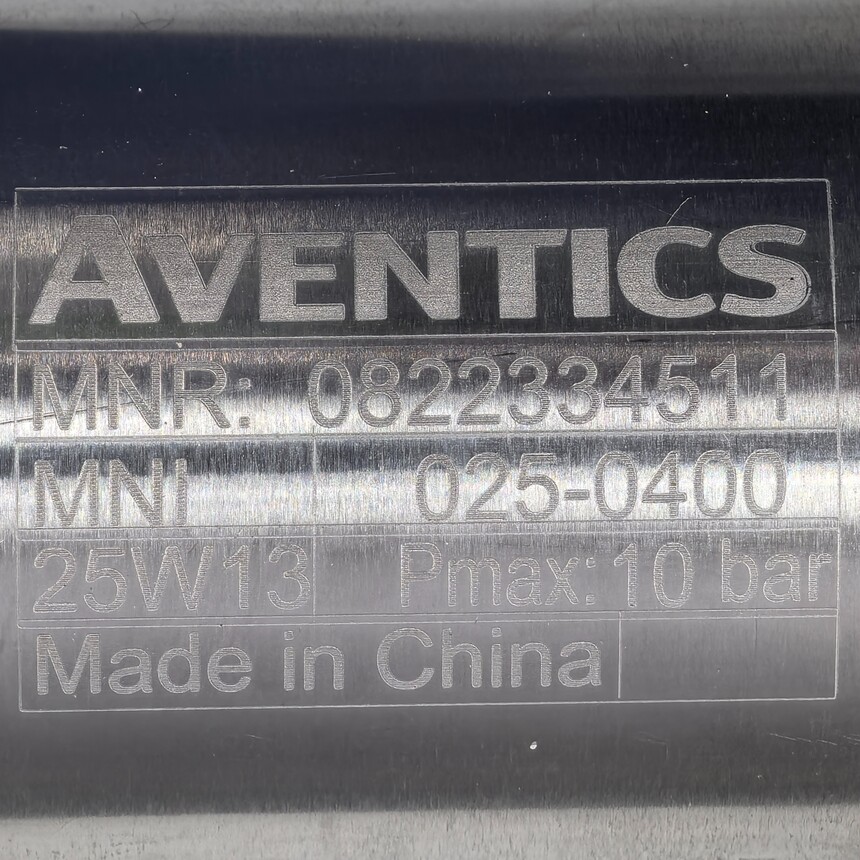 AVENTICS
MNR: 0822334511
MNI 025-0400
25W13 Pmax: 10 bar
Made in China